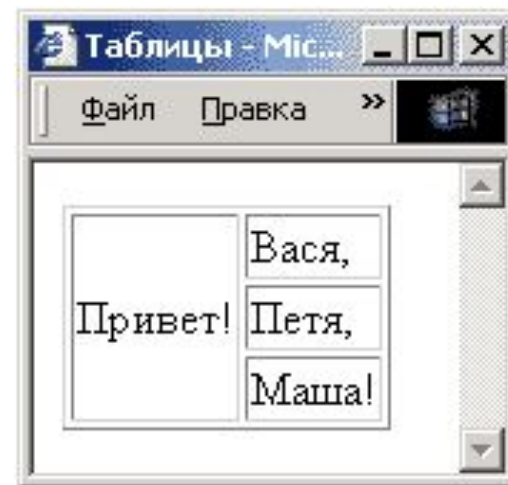 Таблицы - Mic...
Файл Правка »
Привет!
Вася,
Петя,
Маша!